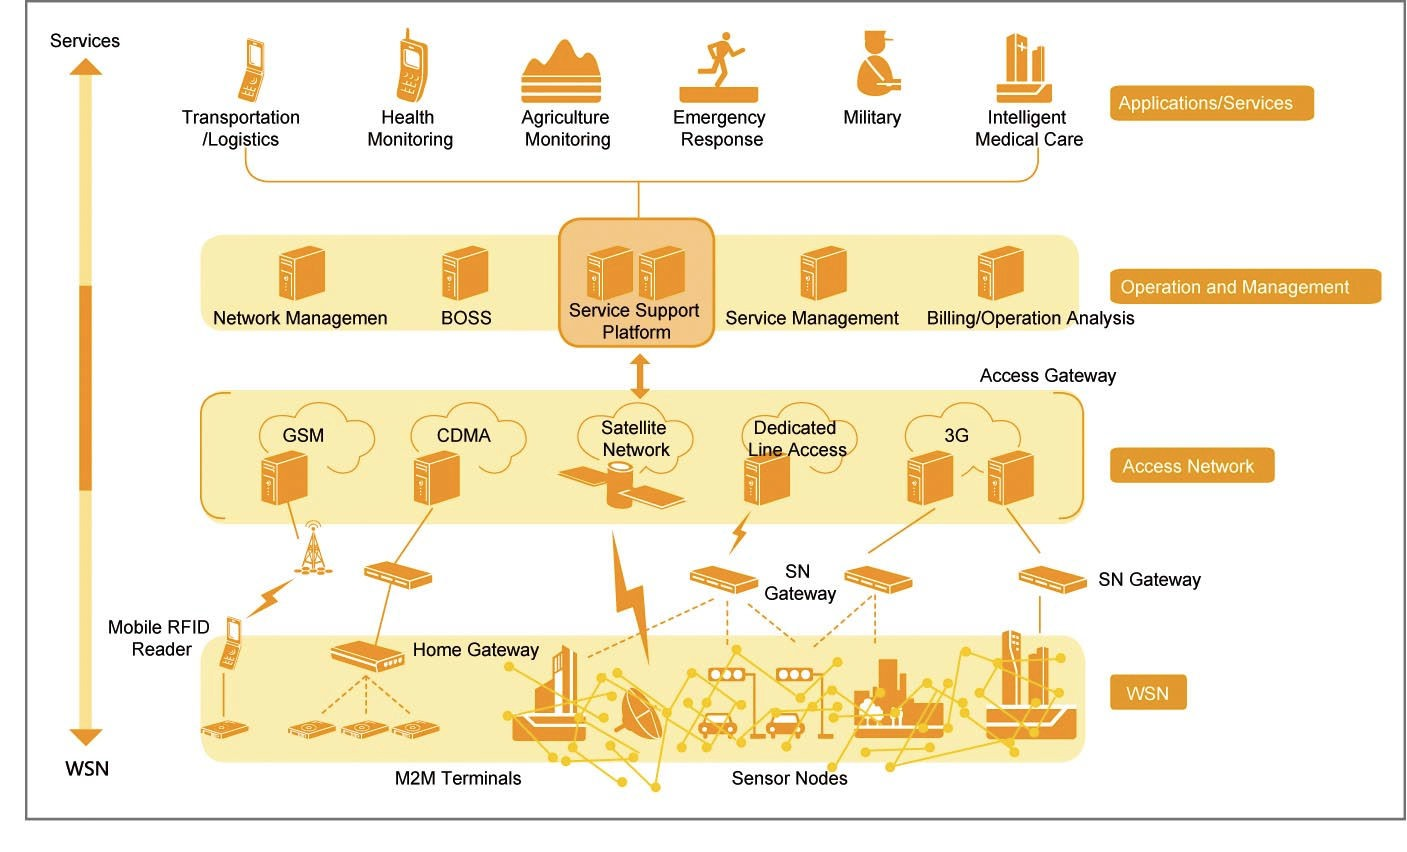 Services
Transportation
/Logistics
Health
Monitoring
Agriculture
Monitoring
Emergency
Response
Military
Intelligent
Medical Care
Applications/Services
Network Managemen
BOSS
Service Support
Platform
Service Management
Billing/Operation Analysis
Operation and Management
Access Gateway
GSM
CDMA
Satellite
Network
Dedicated
Line Access
3G
Access Network
SN
Gateway
SN Gateway
Mobile RFID
Reader
Home Gateway
WSN
WSN
M2M Terminals
Sensor Nodes